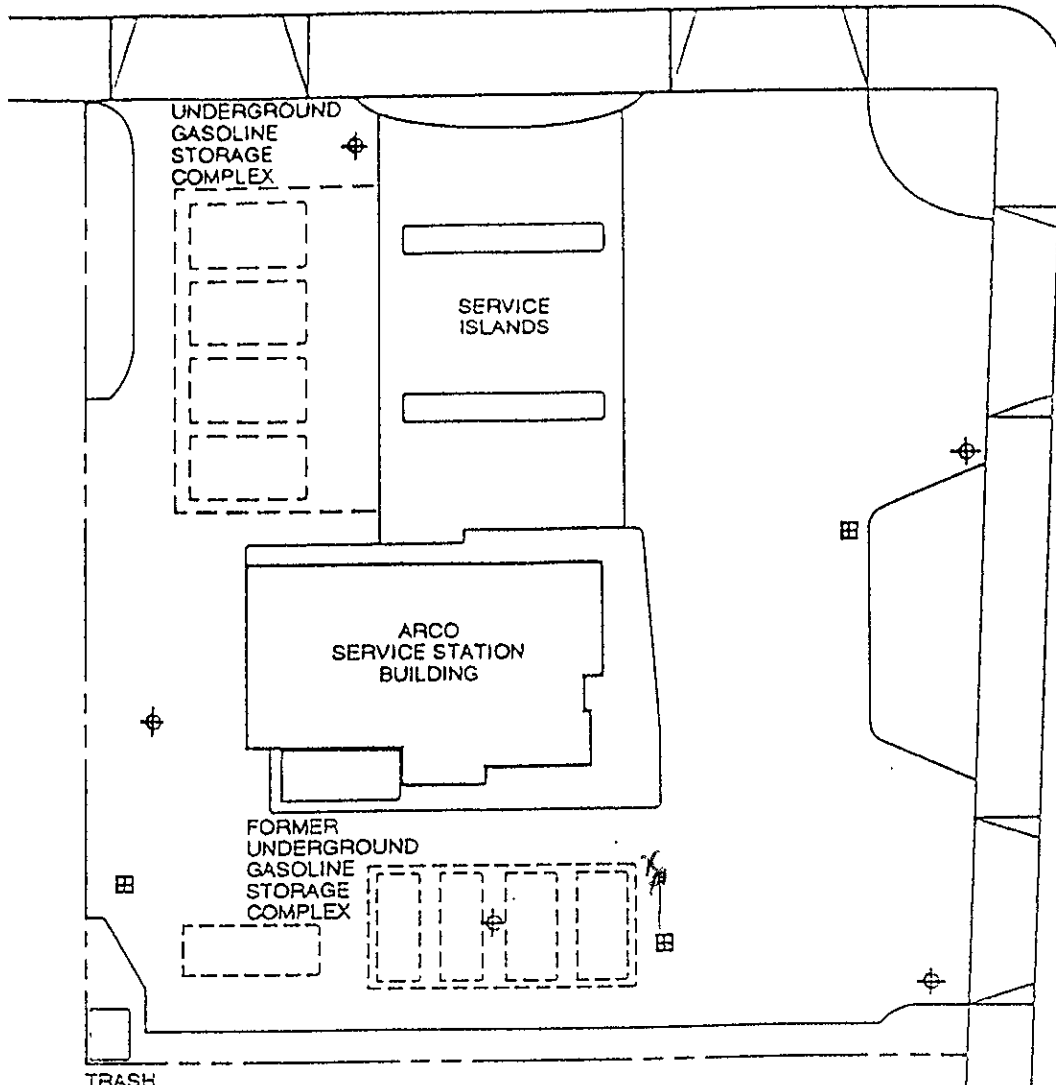 UNDERGROUND
GASOLINE
STORAGE
COMPLEX
SERVICE
ISLANDS
ARCO
SERVICE STATION
BUILDING
FORMER
UNDERGROUND
GASOLINE
STORAGE
COMPLEX
TRASH